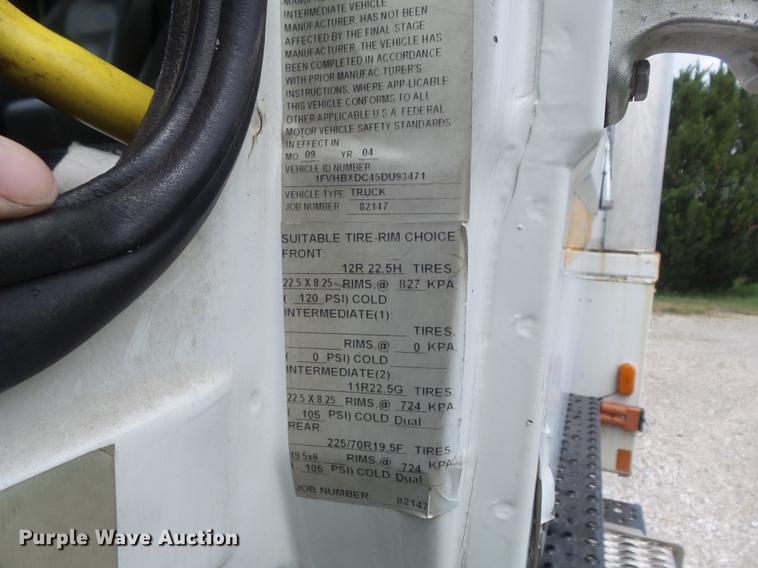 INTERMEDIATE VEHICLE
MANUFACTURER, HAS NOT BEEN
AFFECTED BY THE FINAL STAGE
MANUFACTURER. THE VEHICLE HAS
BEEN COMPLETED IN ACCORDANCE
WITH PRIOR MANUFACTURER'S
INSTRUCTIONS, WHERE APPLICABLE
THIS VEHICLE CONFORMS TO ALL
OTHER APPLICABLE U S A FEDERAL
MOTOR VEHICLE SAFETY STANDARDS
IN EFFECT IN
MO 09 YR 04
VEHICLE ID NUMBER
1FVHBXDC45DU93471
VEHICLE TYPE TRUCK
JOB NUMBER 82147
SUITABLE TIRE-RIM CHOICE
FRONT:
12R 22.5H TIRES.
22.5 X 8.25 RIMS.@ 827 KPA.
( 120 PSI) COLD
INTERMEDIATE(1):
TIRES.
RIMS.@ 0 KPA.
( 0 PSI) COLD
INTERMEDIATE(2):
11R22.5G TIRES.
22.5 X 8.25 RIMS.@ 724 KPA.
( 105 PSI) COLD Dual
REAR
225/70R19.5F TIRES.
19.5x6 RIMS.@ 724 KPA.
( 105 PSI) COLD Dual
JOB NUMBER 82147
Purple Wave Auction